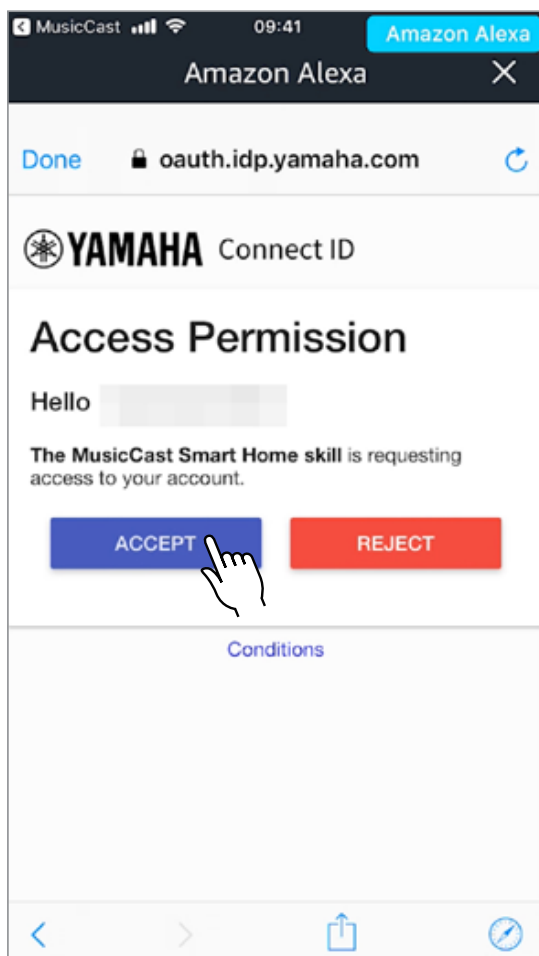 MusicCast 09:41 Amazon Alexa
Amazon Alexa
Done oauth.idp.yamaha.com
YAMAHA Connect ID
Access Permission
Hello
The MusicCast Smart Home skill is requesting
access to your account.
ACCEPT REJECT
Conditions